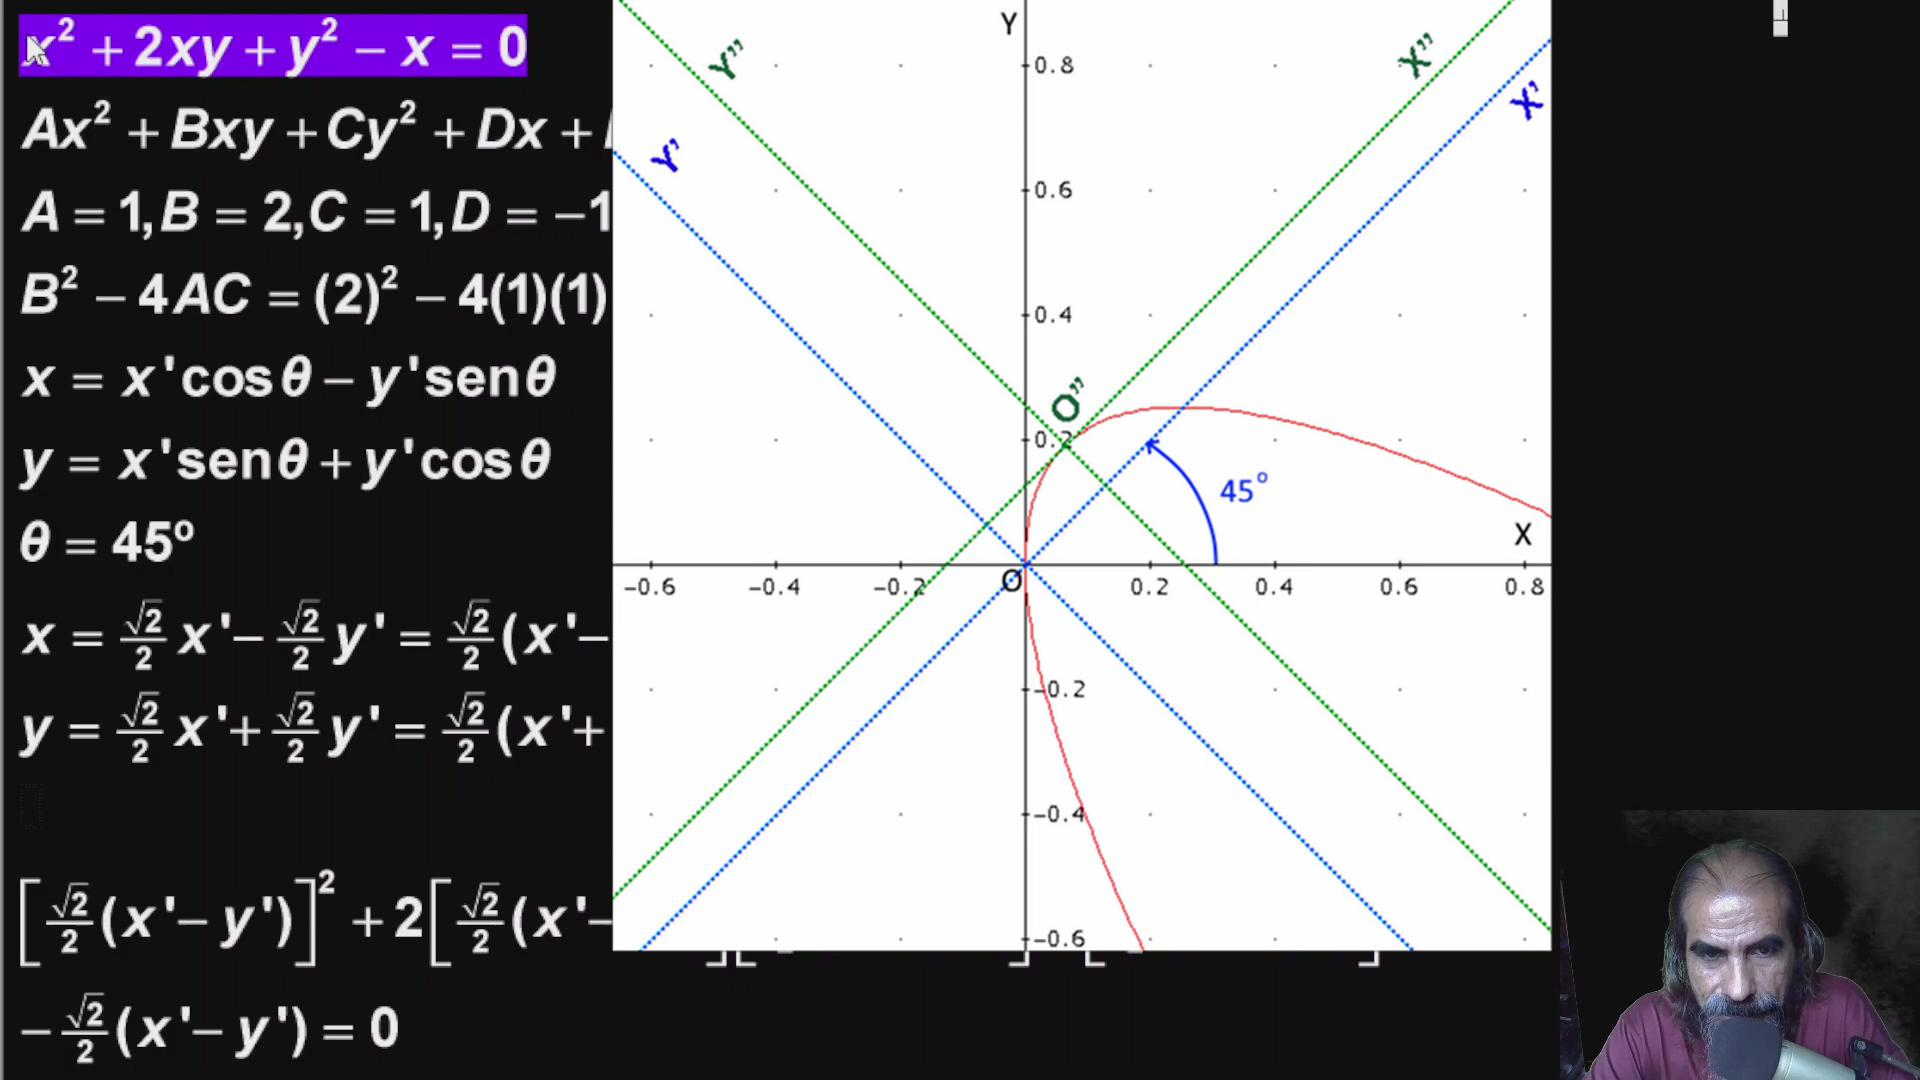 x² + 2xy + y² − x = 0
Ax² + Bxy + Cy² + Dx +
A = 1, B = 2, C = 1, D = −1
B² − 4AC = (2)² − 4(1)(1)
x = x'cosθ − y'senθ
y = x'senθ + y'cosθ
θ = 45º
x = √2/2 x' − √2/2 y' = √2/2 (x' −
y = √2/2 x' + √2/2 y' = √2/2 (x' +
[√2/2 (x' − y')]² + 2[√2/2 (x' −
− √2/2 (x' − y') = 0
Y
Y''
X''
0.8
X'
Y'
0.6
0.4
O''
0.2
45°
X
O
−0.6 −0.4 −0.2 0.2 0.4 0.6 0.8
−0.2
−0.4
−0.6